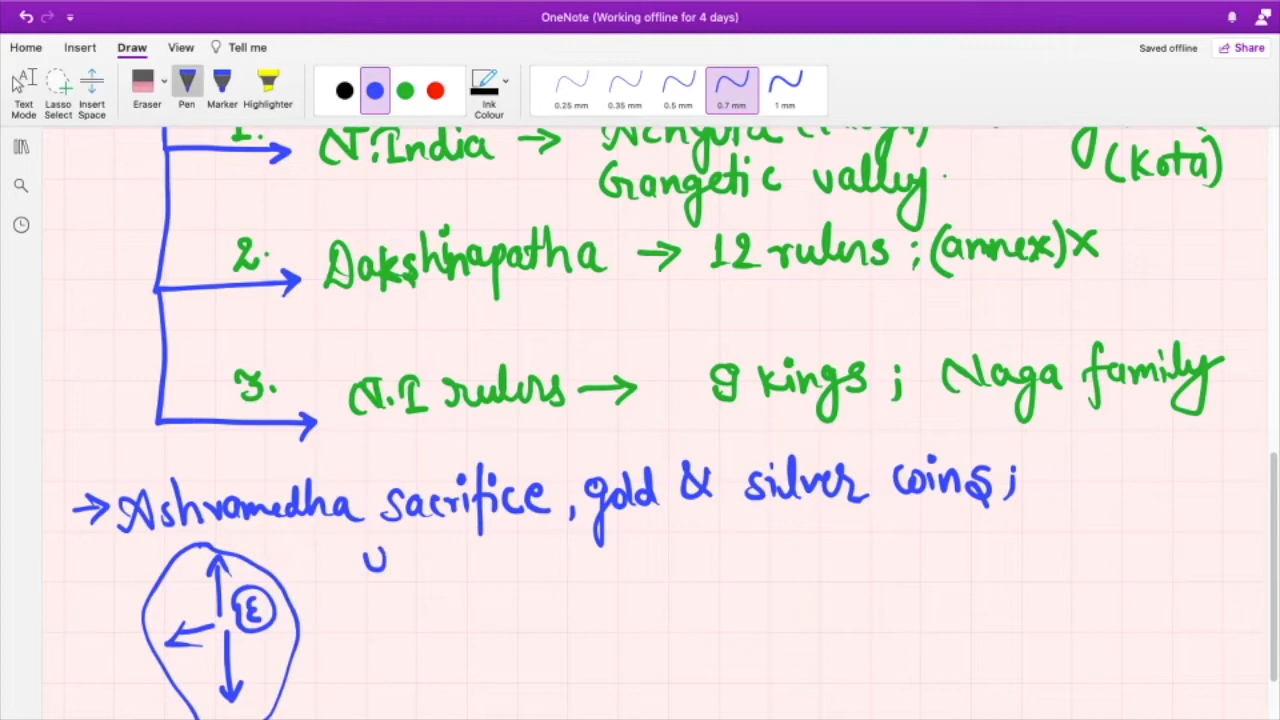 OneNote (Working offline for 4 days)
Home Insert Draw View Tell me
Saved offline Share
Text Mode
Lasso Select
Insert Space
Eraser
Pen
Marker
Highlighter
Ink Colour
0.25 mm 0.35 mm 0.5 mm 0.7 mm 1 mm
1. N.India →
Gangetic valley.
(Kota)
2. Dakshinapatha → 12 rulers ; (annex)x
3. N.I rulers → 9 kings ; Naga family
→ Ashvamedha sacrifice, gold & silver coins ;
U
E